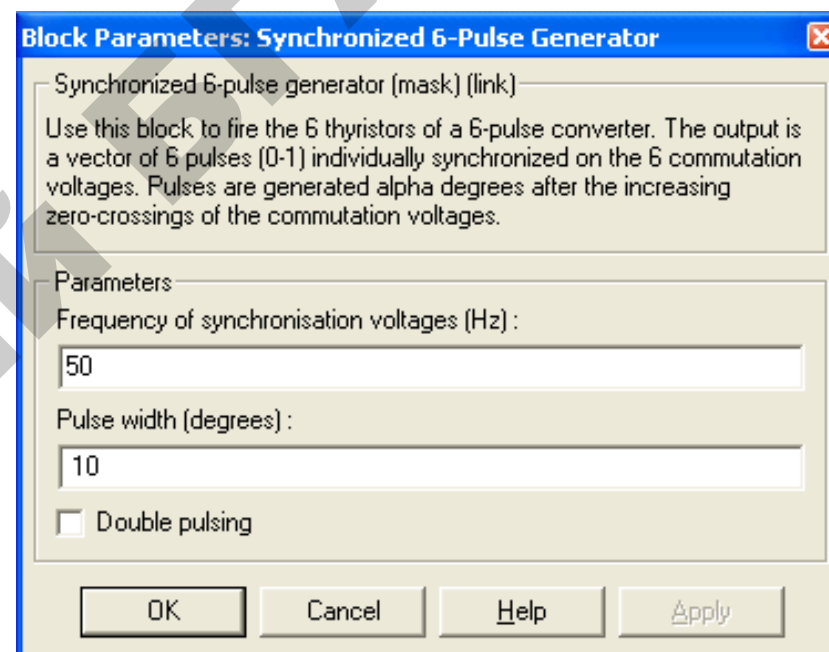 Block Parameters: Synchronized 6-Pulse Generator
Synchronized 6-pulse generator (mask) (link)
Use this block to fire the 6 thyristors of a 6-pulse converter. The output is
a vector of 6 pulses (0-1) individually synchronized on the 6 commutation
voltages. Pulses are generated alpha degrees after the increasing
zero-crossings of the commutation voltages.
Parameters
Frequency of synchronisation voltages (Hz) :
50
Pulse width (degrees) :
10
Double pulsing
OK
Cancel
Help
Apply